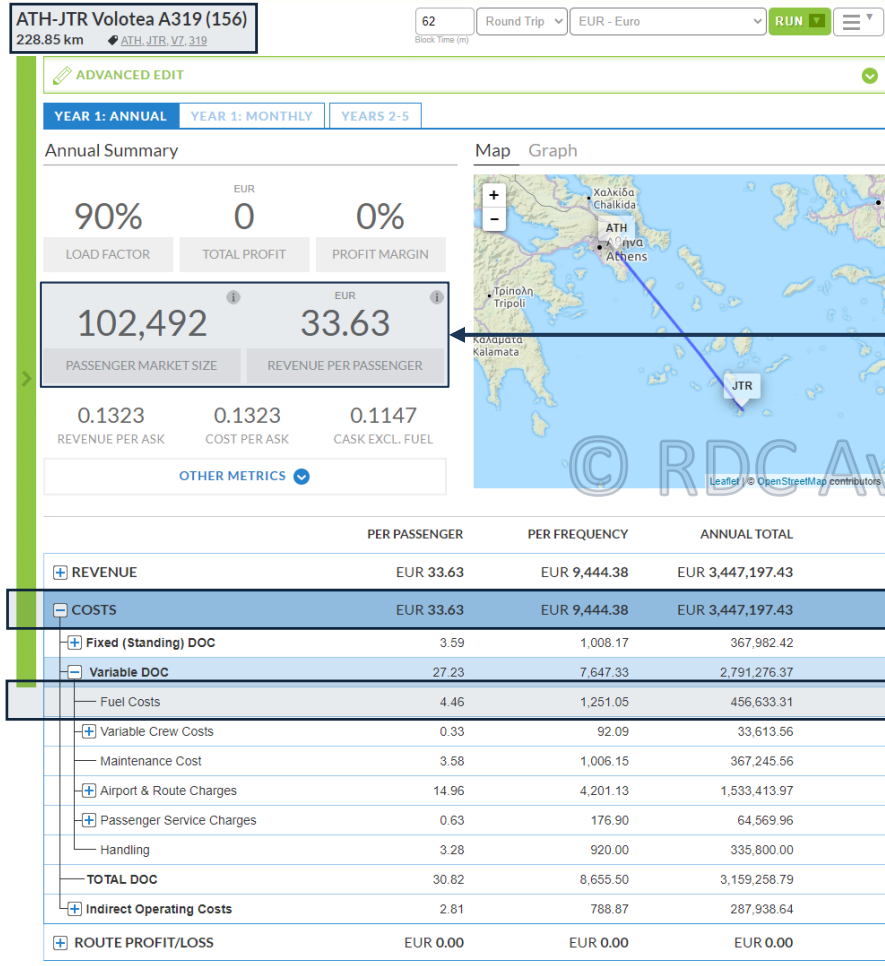 ATH-JTR Volotea A319 (156)
228.85 km ATH, JTR, V7, 319
62
Block Time (m)
Round Trip
EUR - Euro
RUN
ADVANCED EDIT
YEAR 1: ANNUAL YEAR 1: MONTHLY YEARS 2-5
Annual Summary
90%
LOAD FACTOR
EUR
0
TOTAL PROFIT
0%
PROFIT MARGIN
102,492
PASSENGER MARKET SIZE
EUR
33.63
REVENUE PER PASSENGER
0.1323
REVENUE PER ASK
0.1323
COST PER ASK
0.1147
CASK EXCL. FUEL
OTHER METRICS
Map Graph
+
−
Χαλκίδα
Chalkida
ATH
Αθήνα
Athens
Τρίπολη
Tripoli
Καλαμάτα
Kalamata
JTR
© RDC Av
Leaflet | © OpenStreetMap contributors
PER PASSENGER PER FREQUENCY ANNUAL TOTAL
REVENUE EUR 33.63 EUR 9,444.38 EUR 3,447,197.43
COSTS EUR 33.63 EUR 9,444.38 EUR 3,447,197.43
Fixed (Standing) DOC 3.59 1,008.17 367,982.42
Variable DOC 27.23 7,647.33 2,791,276.37
Fuel Costs 4.46 1,251.05 456,633.31
Variable Crew Costs 0.33 92.09 33,613.56
Maintenance Cost 3.58 1,006.15 367,245.56
Airport & Route Charges 14.96 4,201.13 1,533,413.97
Passenger Service Charges 0.63 176.90 64,569.96
Handling 3.28 920.00 335,800.00
TOTAL DOC 30.82 8,655.50 3,159,258.79
Indirect Operating Costs 2.81 788.87 287,938.64
ROUTE PROFIT/LOSS EUR 0.00 EUR 0.00 EUR 0.00